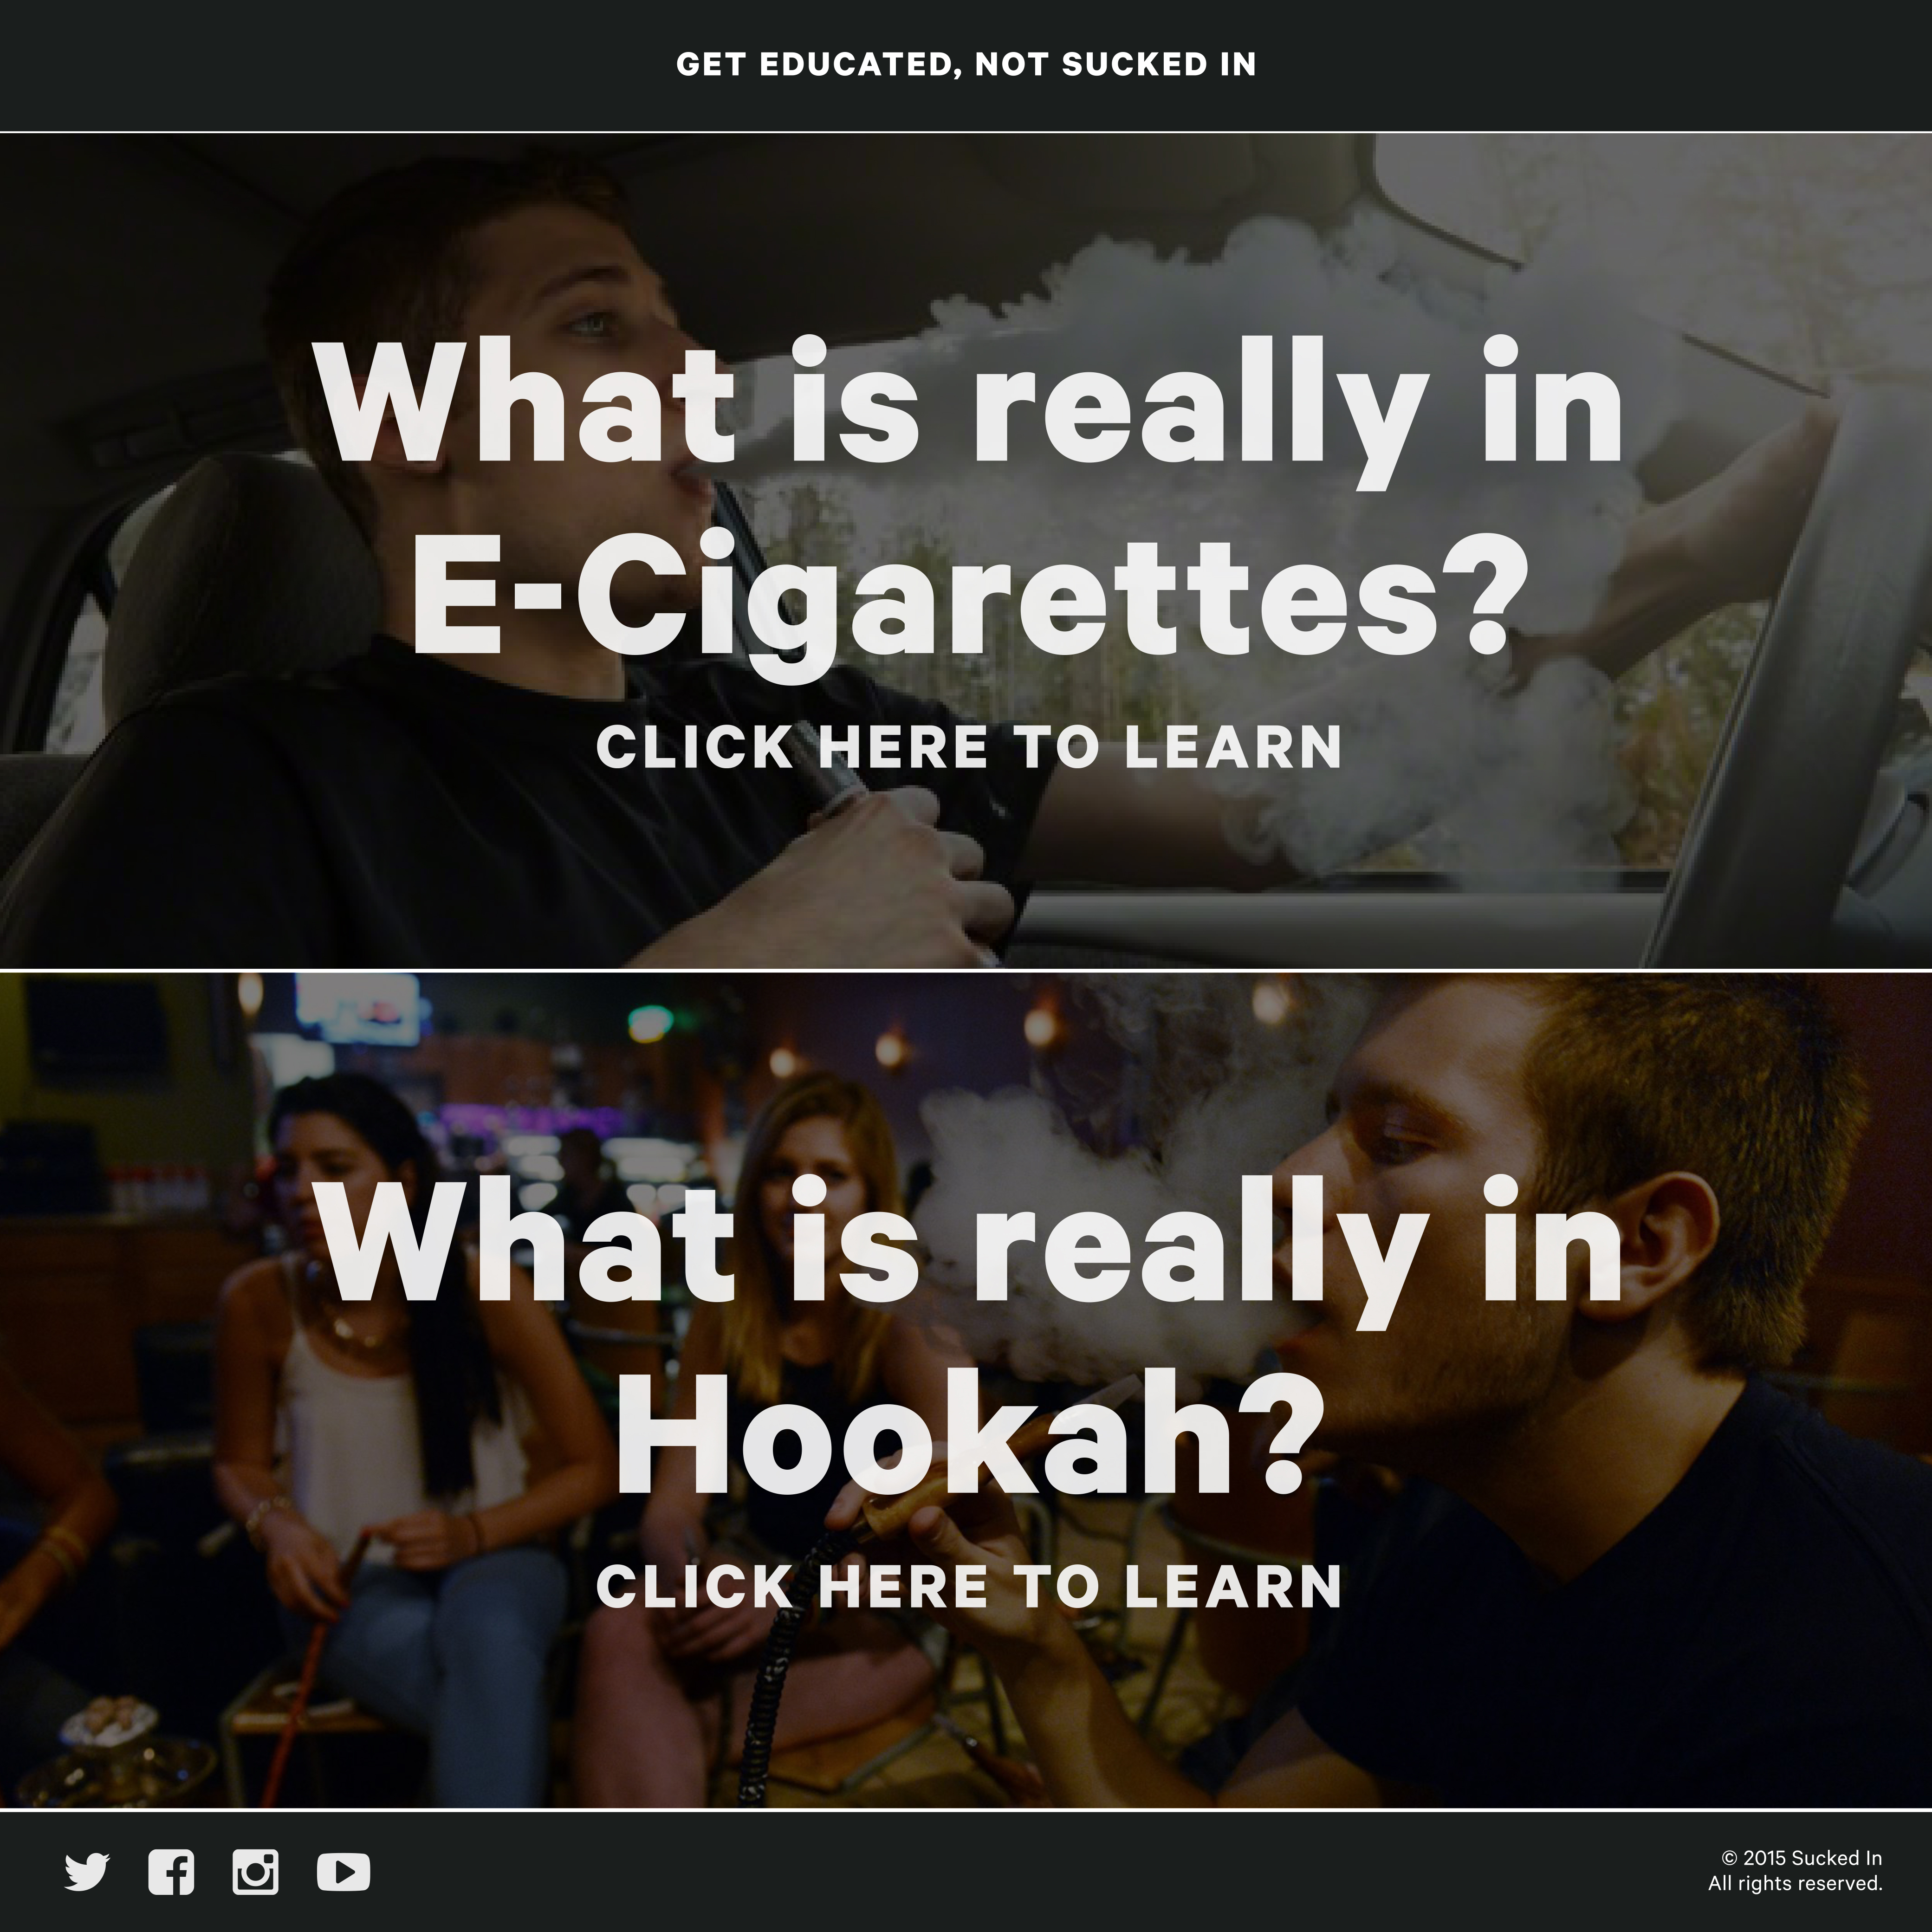 GET EDUCATED, NOT SUCKED IN
What is really in
E-Cigarettes?
CLICK HERE TO LEARN
What is really in
Hookah?
CLICK HERE TO LEARN
© 2015 Sucked In
All rights reserved.